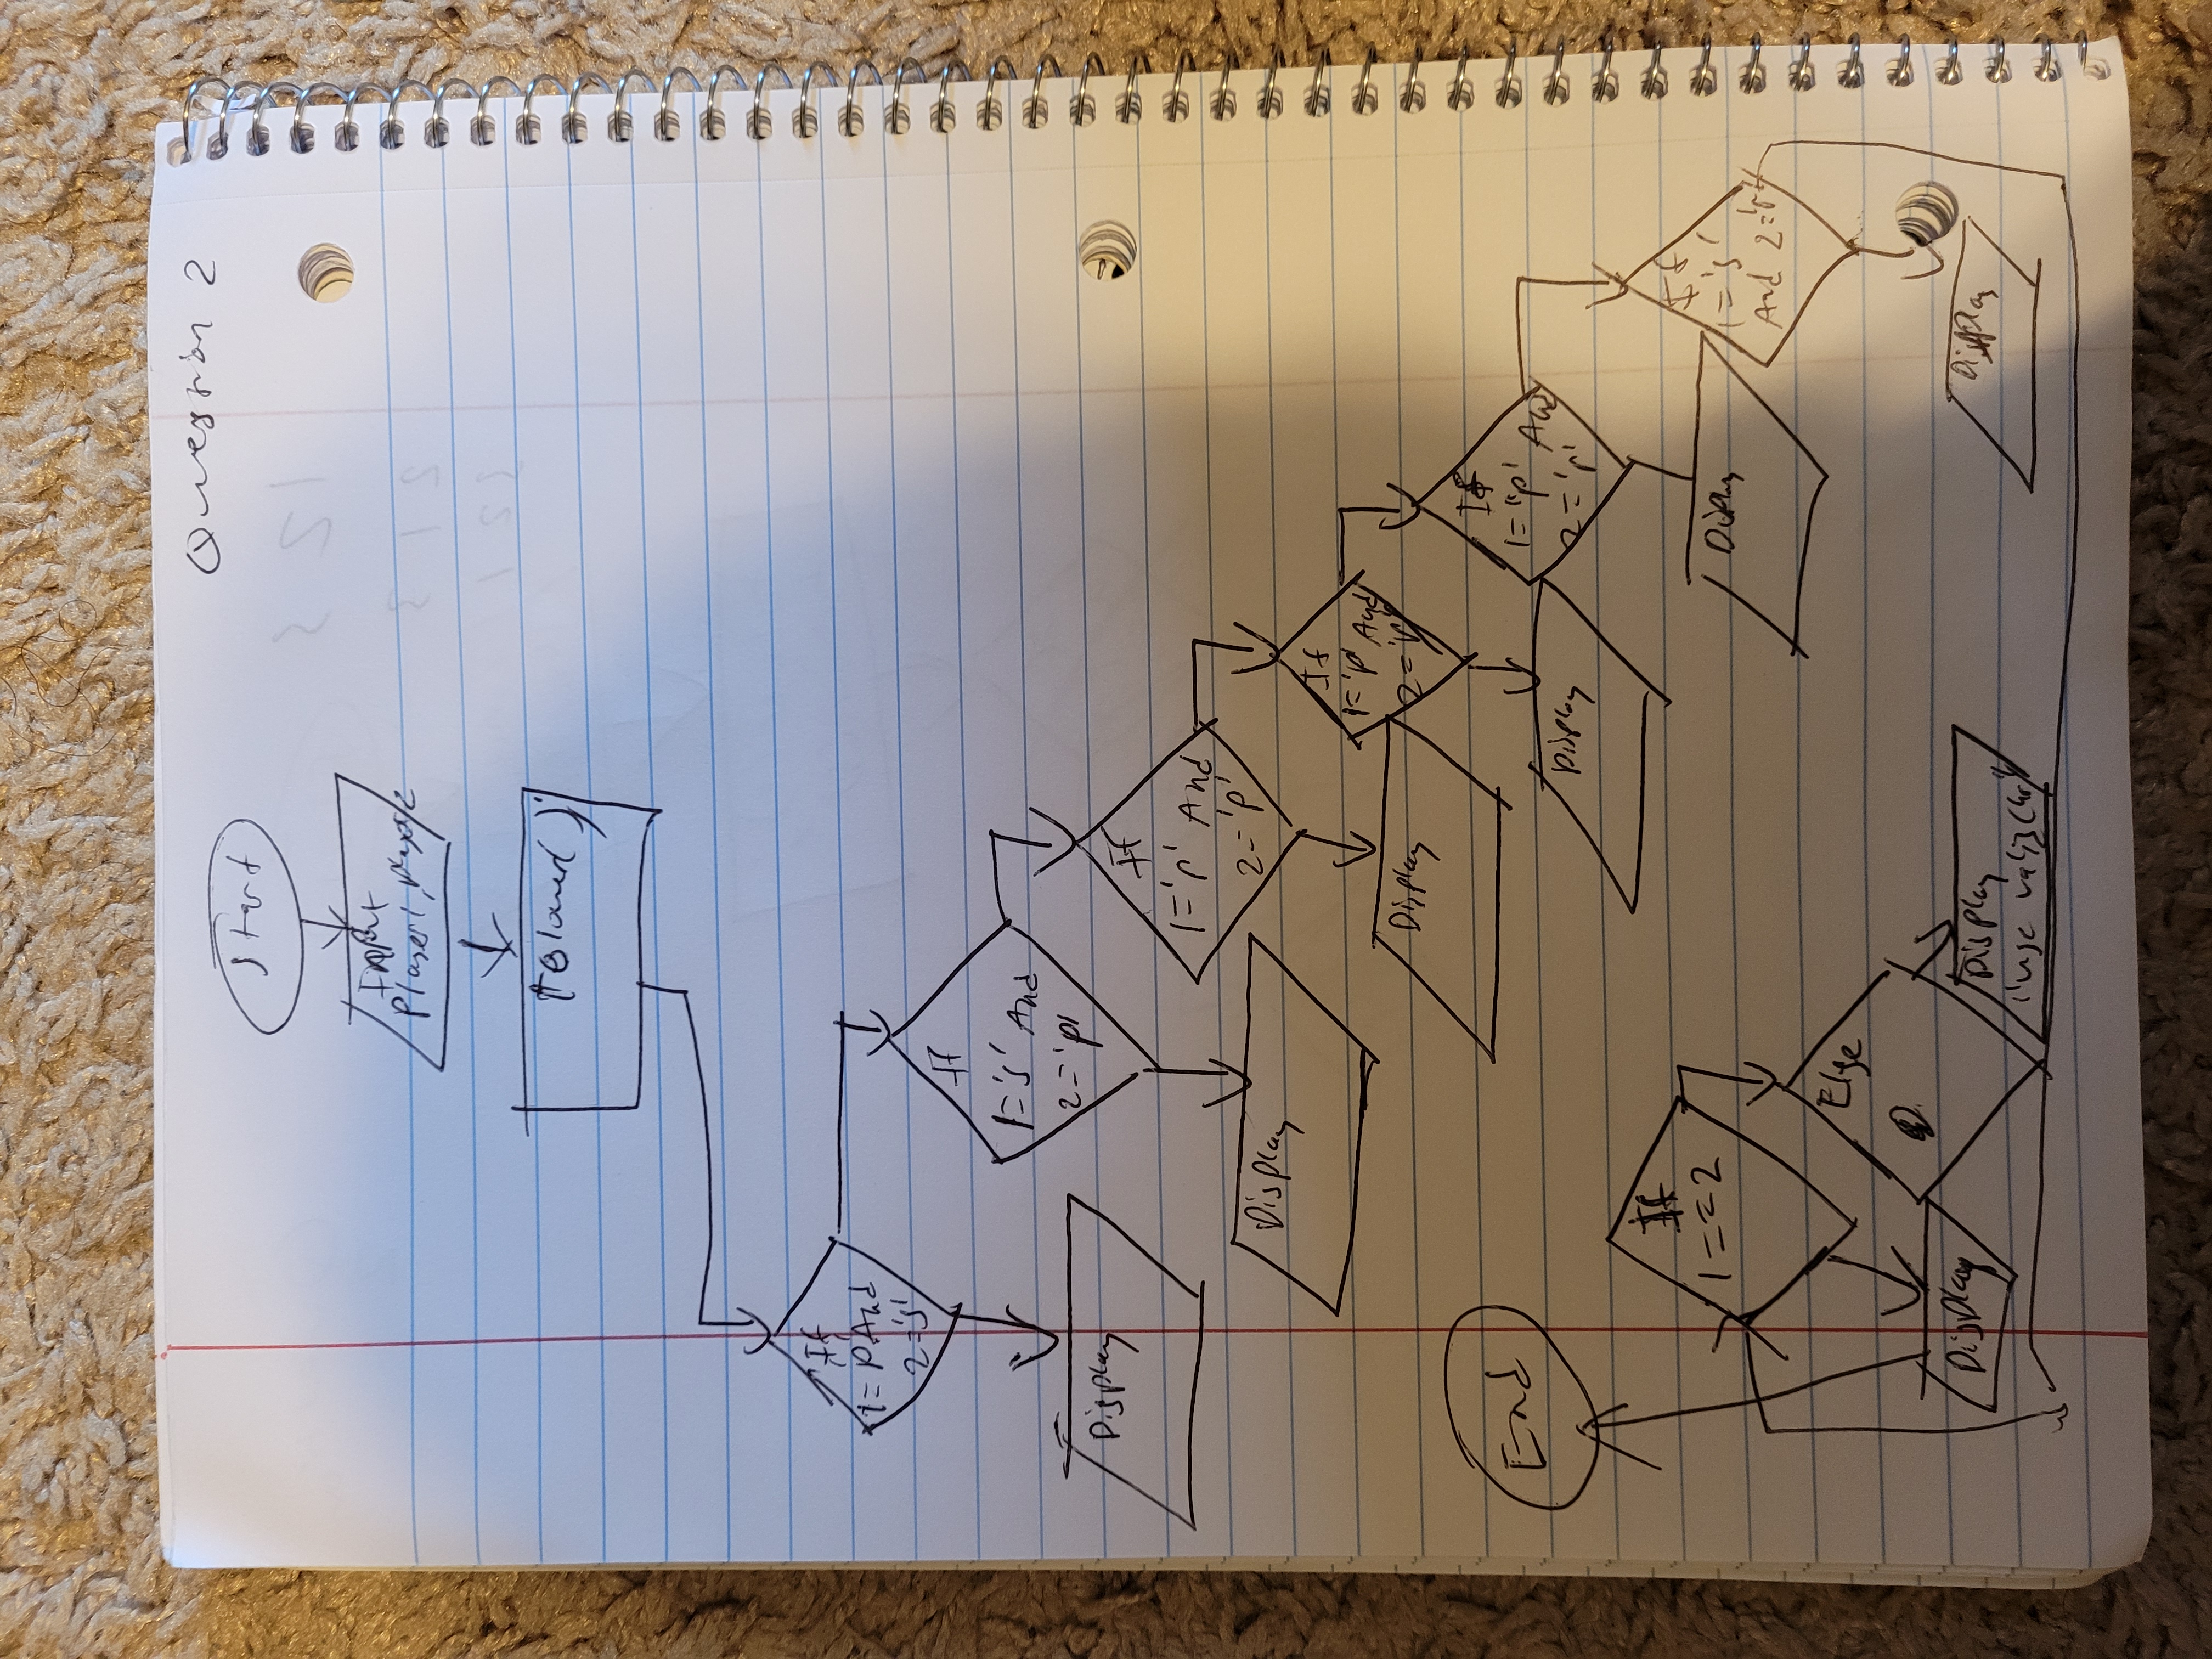 Question 2
Start
Input
Player1, player2
tolower( )
If
1= P And
2 ='s'
Display
If
1='s' And
2='p'
Display
If
1='r' And
2='p'
Display
If
1='p' And
2=
Display
If
1="p' And
2='r'
Display
If
1='s'
And 2='r'
Display
If
1==2
Display
End
Else
Display
"use valid